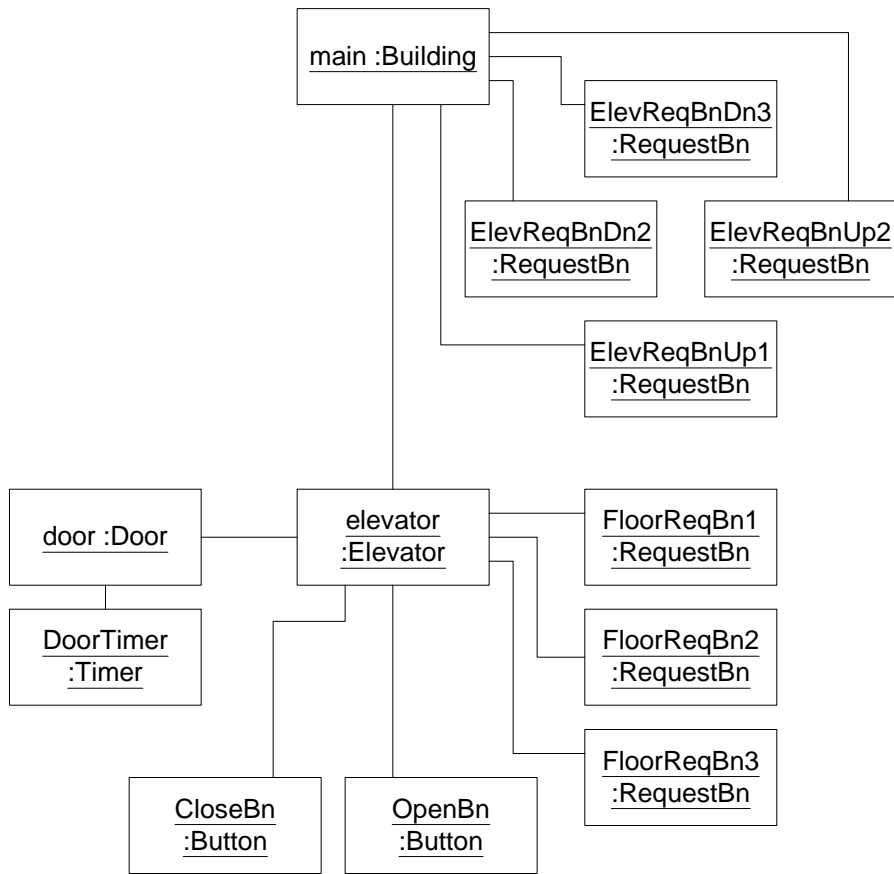 main :Building
ElevReqBnDn3
:RequestBn
ElevReqBnDn2
:RequestBn
ElevReqBnUp2
:RequestBn
ElevReqBnUp1
:RequestBn
door :Door
elevator
:Elevator
FloorReqBn1
:RequestBn
DoorTimer
:Timer
FloorReqBn2
:RequestBn
FloorReqBn3
:RequestBn
CloseBn
:Button
OpenBn
:Button